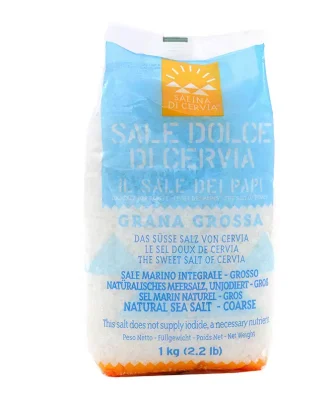 SALINA
DI CERVIA
SALE DOLCE
DI CERVIA
IL SALE DEI PAPI
GRANA GROSSA
DAS SÜSSE SALZ VON CERVIA
LE SEL DOUX DE CERVIA
THE SWEET SALT OF CERVIA
SALE MARINO INTEGRALE - GROSSO
NATÜRALISCHES MEERSALZ, UNJODIERT - GROS
SEL MARIN NATUREL - GROS
NATURAL SEA SALT - COARSE
This salt does not supply iodide, a necessary nutrient
Peso Netto - Füllgewicht - Poids Net - Net Weight
1 kg (2.2 lb)